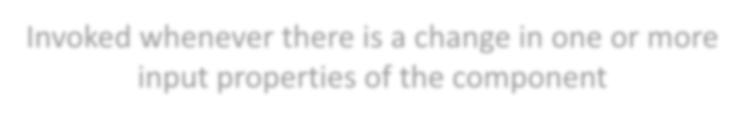 Invoked whenever there is a change in one or more
input properties of the component